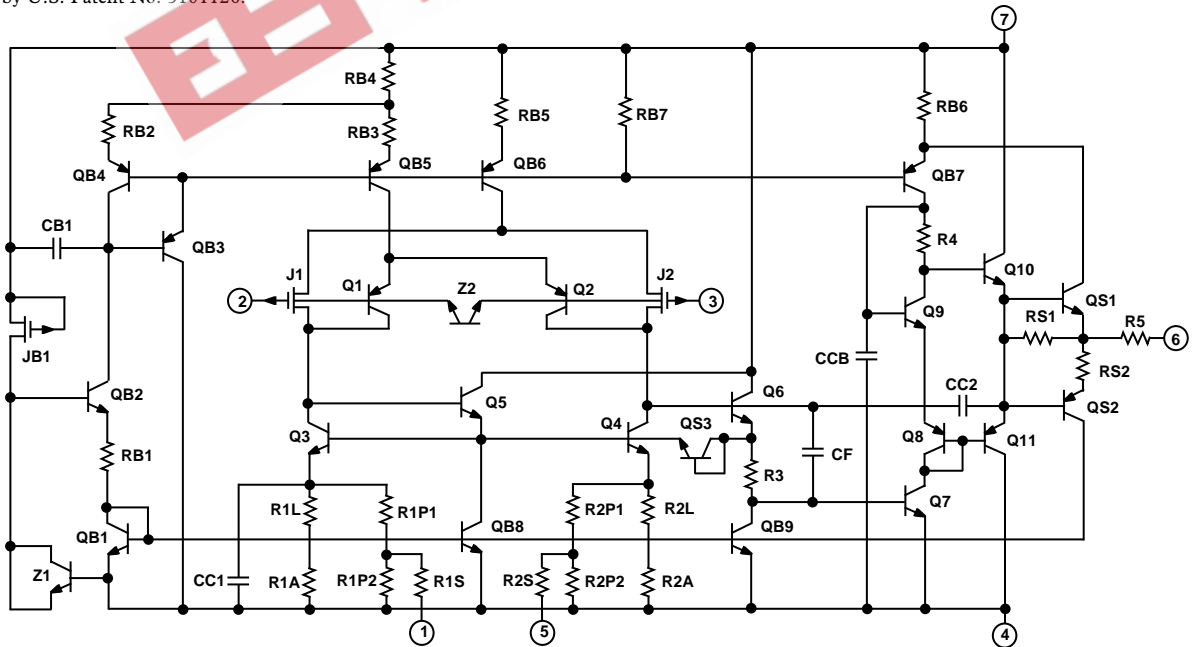 by U.S. Patent No. 5101126.
7
RB4
RB2
RB3
RB5
RB7
RB6
QB4
QB5
QB6
QB7
CB1
QB3
R4
J1
J2
Q1
Z2
Q2
Q10
2
3
QS1
Q9
RS1
R5
6
JB1
CCB
RS2
QB2
Q5
Q6
CC2
QS2
Q3
Q4
QS3
Q8
Q11
RB1
CF
R3
R1L
R1P1
R2P1
R2L
Q7
QB1
QB8
QB9
Z1
CC1
R1A
R1P2
R1S
R2S
R2P2
R2A
1
5
4